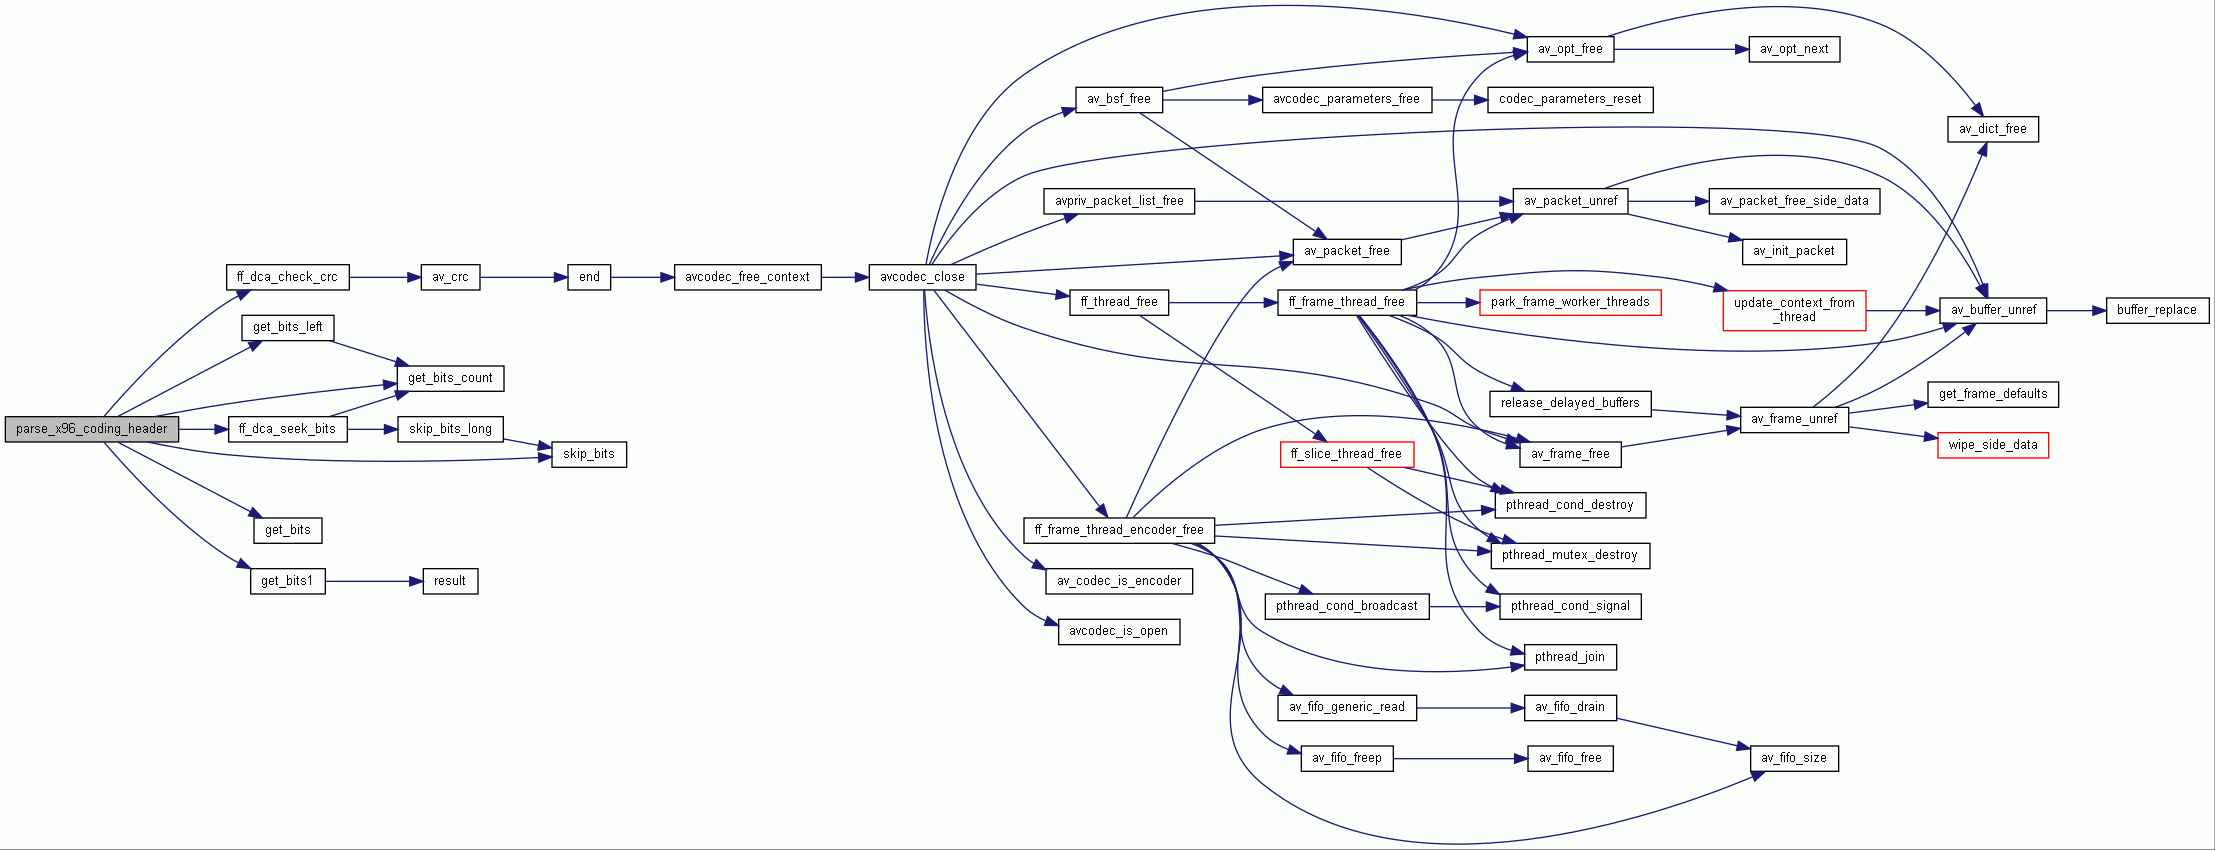 parse_x96_coding_header
ff_dca_check_crc
get_bits_left
ff_dca_seek_bits
get_bits
get_bits1
av_crc
get_bits_count
skip_bits_long
result
end
skip_bits
avcodec_free_context
avcodec_close
av_bsf_free
avpriv_packet_list_free
ff_thread_free
ff_frame_thread_encoder_free
av_codec_is_encoder
avcodec_is_open
avcodec_parameters_free
av_packet_free
ff_frame_thread_free
ff_slice_thread_free
pthread_cond_broadcast
av_fifo_generic_read
av_fifo_freep
av_opt_free
codec_parameters_reset
av_packet_unref
park_frame_worker_threads
release_delayed_buffers
av_frame_free
pthread_cond_destroy
pthread_mutex_destroy
pthread_cond_signal
pthread_join
av_fifo_drain
av_fifo_free
av_opt_next
av_packet_free_side_data
av_init_packet
update_context_from
_thread
av_frame_unref
av_fifo_size
av_dict_free
av_buffer_unref
get_frame_defaults
wipe_side_data
buffer_replace